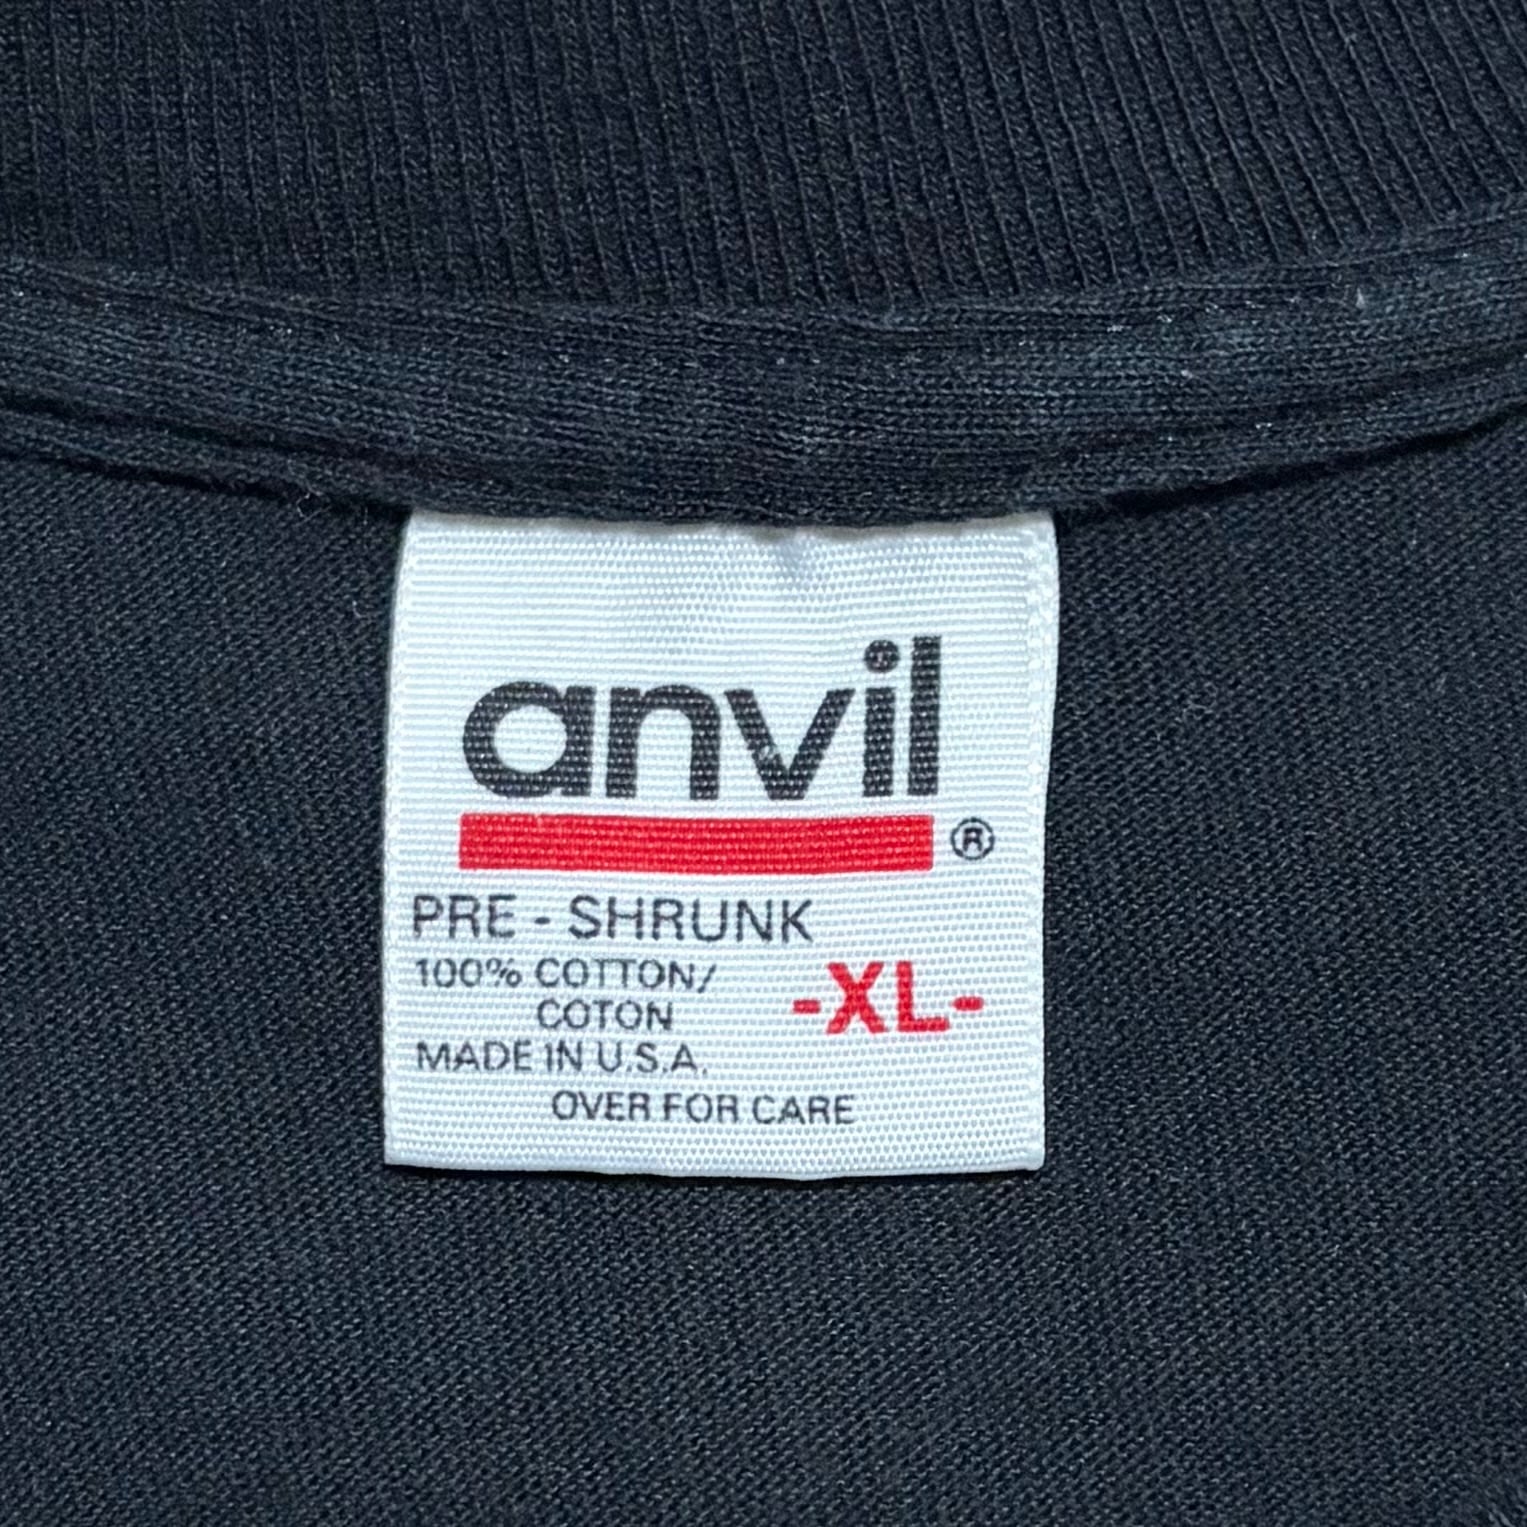 anvil
®
PRE - SHRUNK
100% COTTON/
COTON
-XL-
MADE IN U.S.A.
OVER FOR CARE